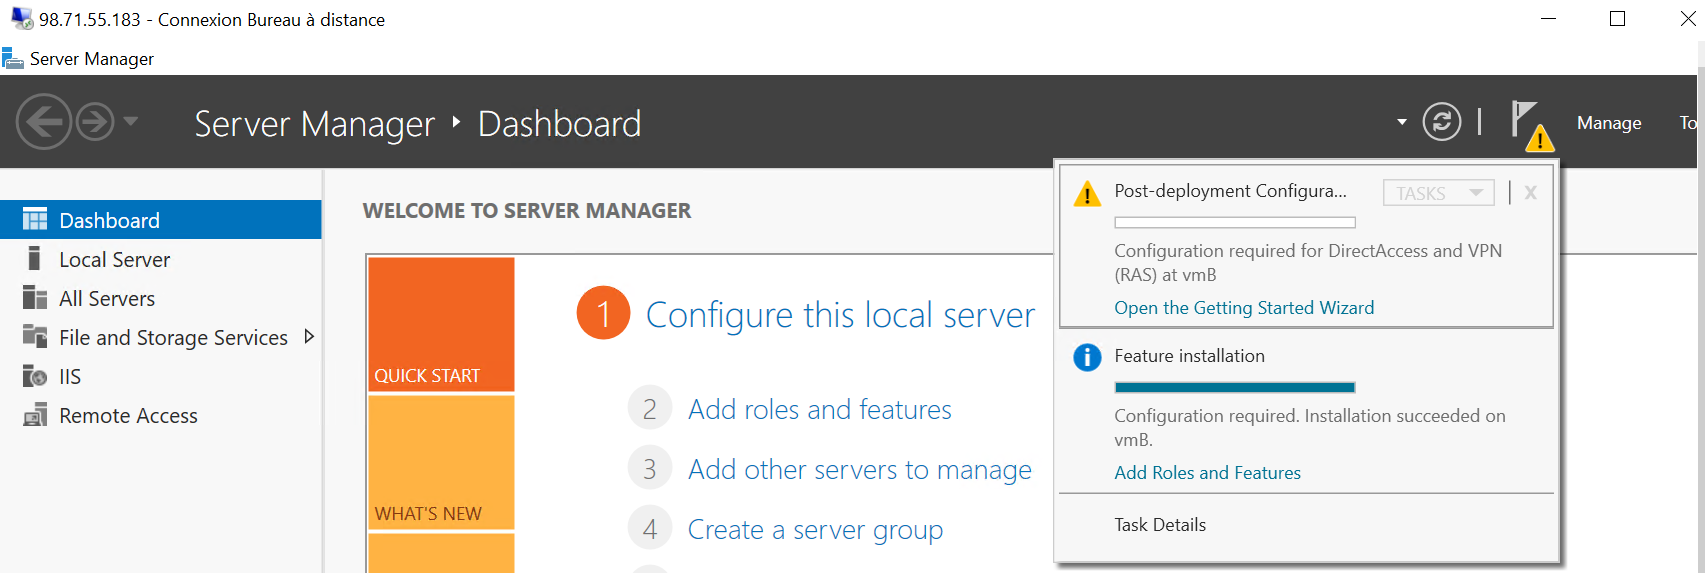 98.71.55.183 - Connexion Bureau à distance
Server Manager
Server Manager Dashboard
Manage
To
Dashboard
Local Server
All Servers
File and Storage Services
IIS
Remote Access
WELCOME TO SERVER MANAGER
QUICK START
WHAT'S NEW
1 Configure this local server
2 Add roles and features
3 Add other servers to manage
4 Create a server group
Post-deployment Configura...
TASKS
X
Configuration required for DirectAccess and VPN
(RAS) at vmB
Open the Getting Started Wizard
Feature installation
Configuration required. Installation succeeded on
vmB.
Add Roles and Features
Task Details